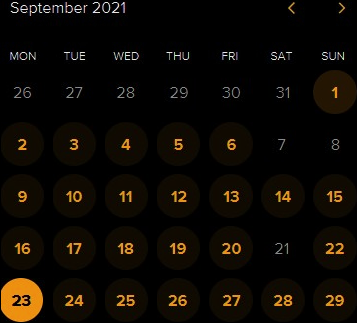 September 2021
MON TUE WED THU FRI SAT SUN
26 27 28 29 30 31 1
2 3 4 5 6 7 8
9 10 11 12 13 14 15
16 17 18 19 20 21 22
23 24 25 26 27 28 29